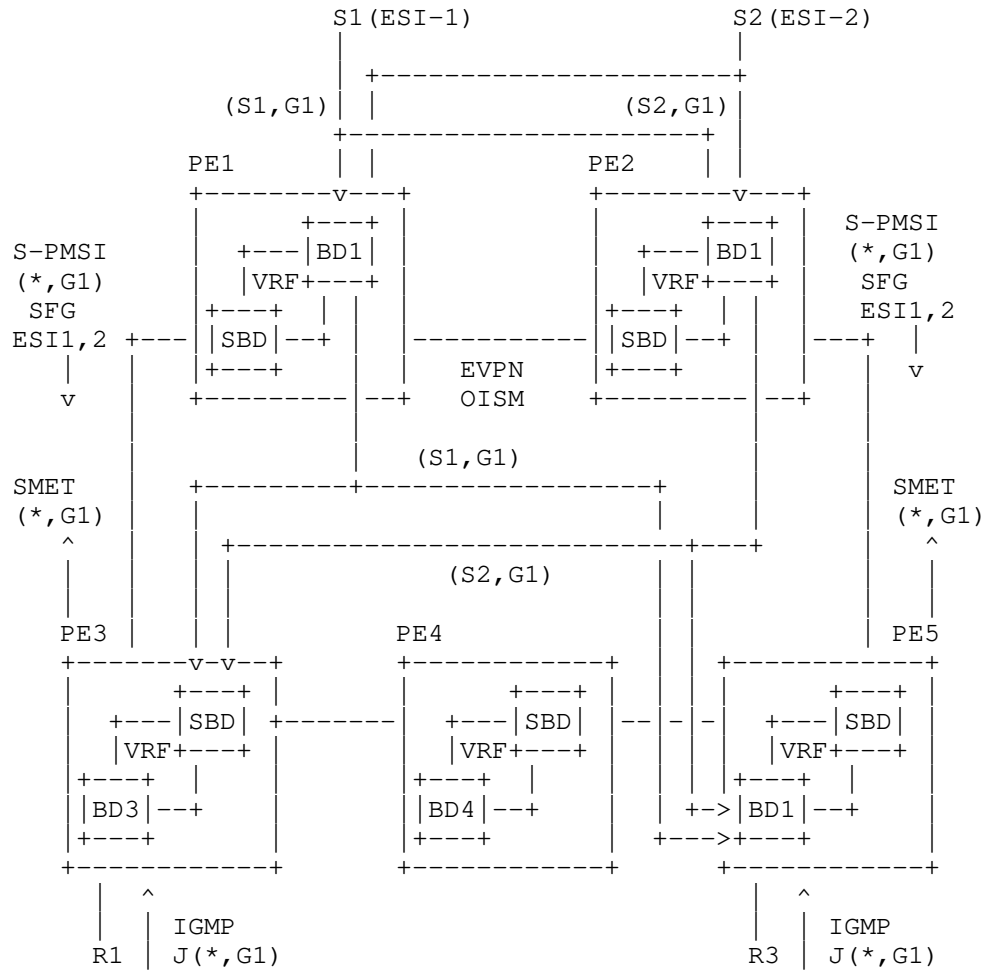 S1(ESI-1) S2(ESI-2)
(S1,G1) (S2,G1)
PE1 PE2
S-PMSI BD1 BD1 S-PMSI
(*,G1) VRF VRF (*,G1)
SFG SFG
ESI1,2 SBD SBD ESI1,2
EVPN
v OISM v
(S1,G1)
SMET SMET
(*,G1) (*,G1)
(S2,G1)
PE3 PE4 PE5
SBD SBD SBD
VRF VRF VRF
BD3 BD4 BD1
IGMP IGMP
R1 J(*,G1) R3 J(*,G1)